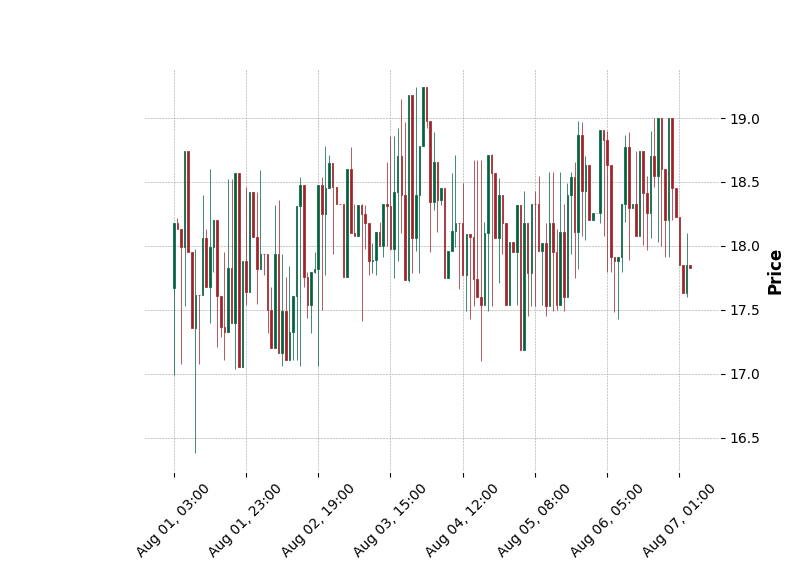 19.0
18.5
18.0
17.5
17.0
16.5
Price
Aug 01, 03:00
Aug 01, 23:00
Aug 02, 19:00
Aug 03, 15:00
Aug 04, 12:00
Aug 05, 08:00
Aug 06, 05:00
Aug 07, 01:00